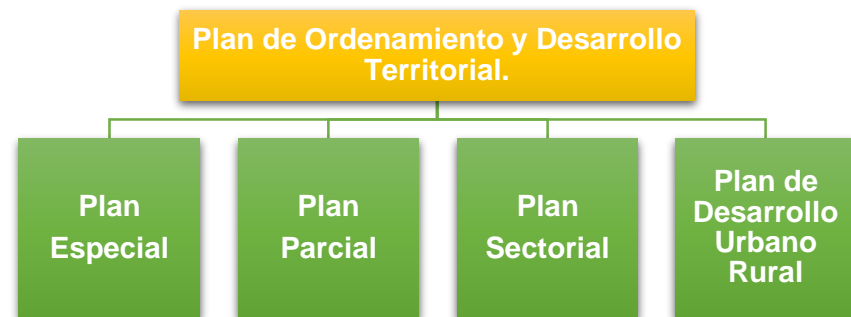 Plan de Ordenamiento y Desarrollo
Territorial.
Plan
Especial
Plan
Parcial
Plan
Sectorial
Plan de
Desarrollo
Urbano
Rural